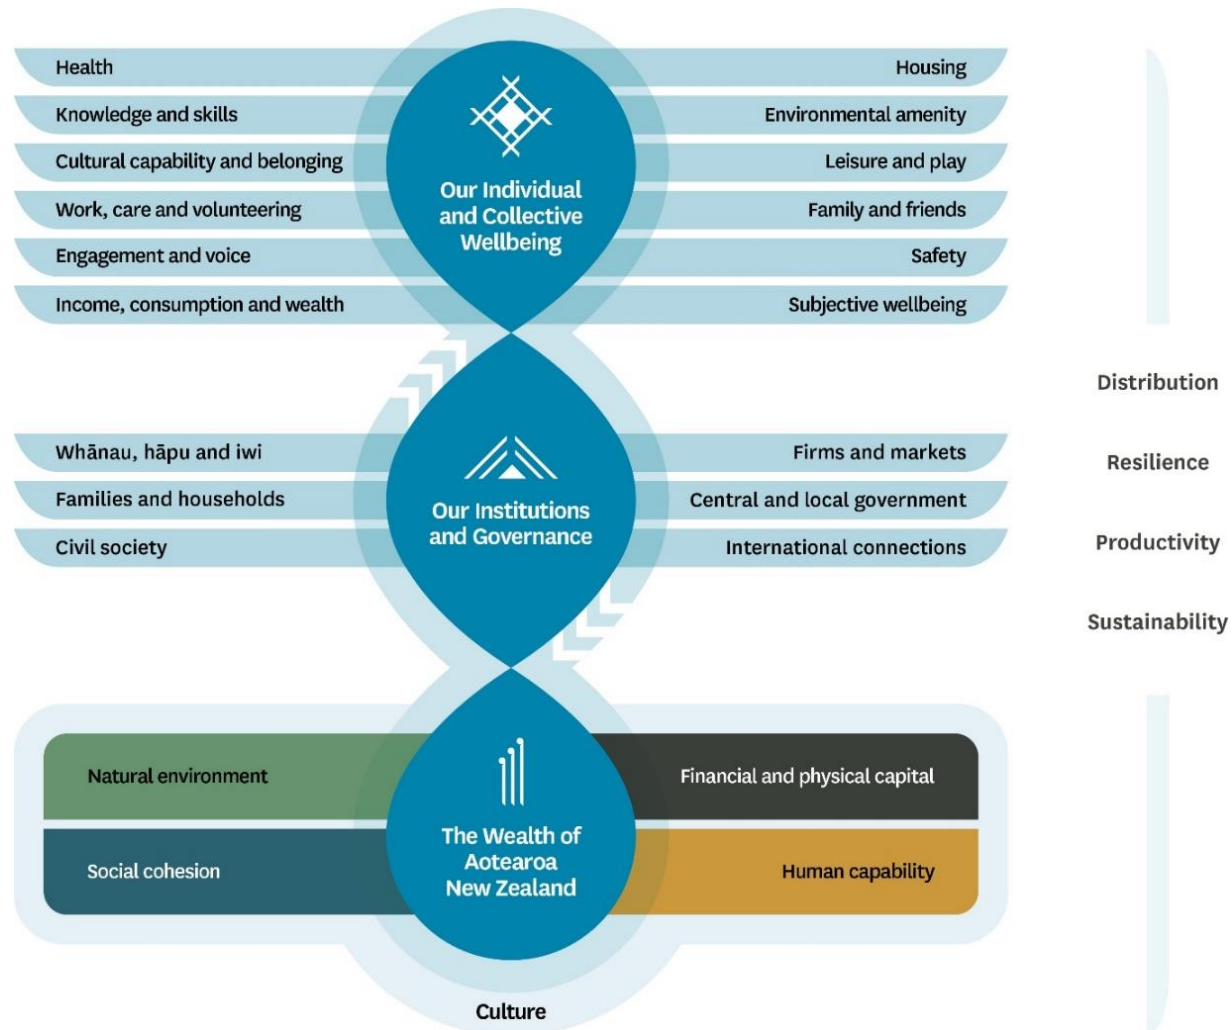 Health
Housing
Knowledge and skills
Environmental amenity
Cultural capability and belonging
Leisure and play
Work, care and volunteering
Family and friends
Engagement and voice
Safety
Income, consumption and wealth
Subjective wellbeing
Our Individual
and Collective
Wellbeing
Whānau, hāpu and iwi
Firms and markets
Families and households
Central and local government
Civil society
International connections
Our Institutions
and Governance
Natural environment
Financial and physical capital
Social cohesion
Human capability
The Wealth of
Aotearoa
New Zealand
Culture
Distribution
Resilience
Productivity
Sustainability